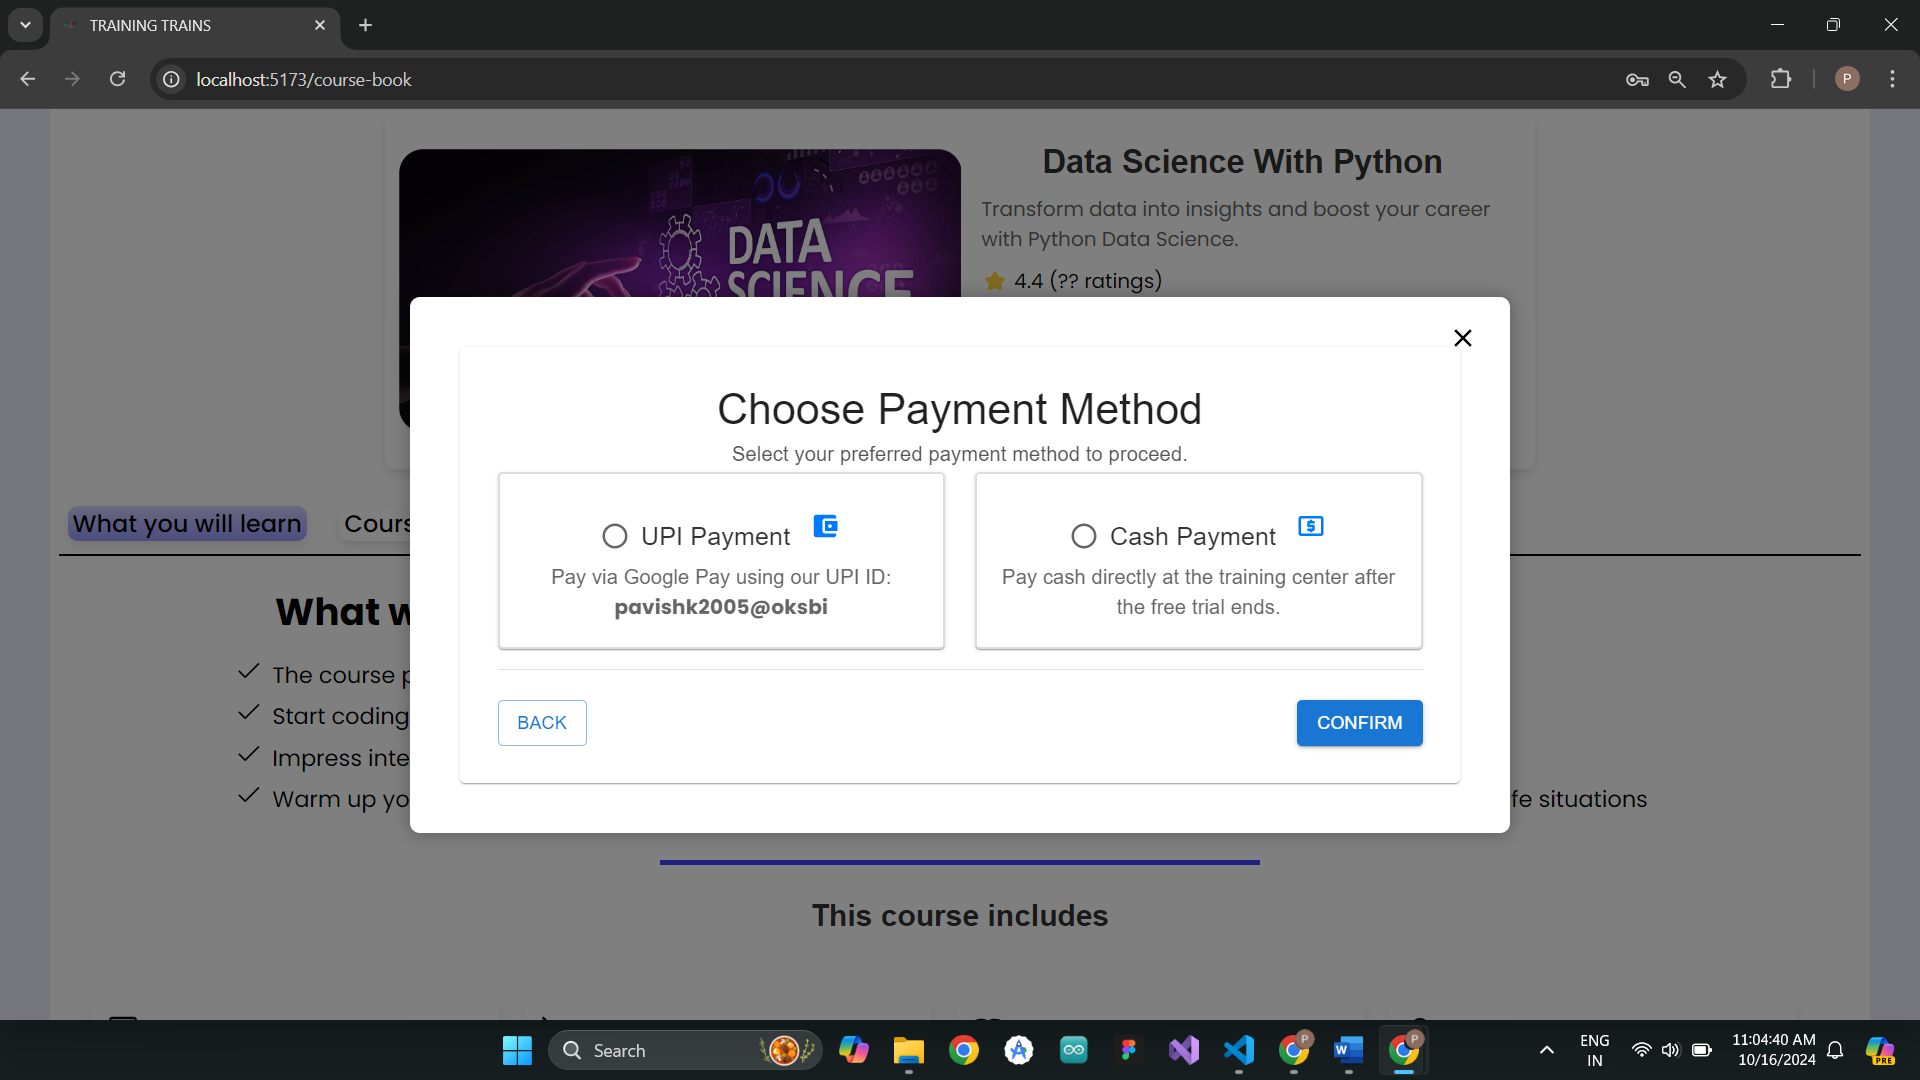 TRAINING TRAINS
localhost:5173/course-book
P
Data Science With Python
Transform data into insights and boost your career
with Python Data Science.
4.4 (?? ratings)
DATA
SCIENCE
Choose Payment Method
Select your preferred payment method to proceed.
UPI Payment
Pay via Google Pay using our UPI ID:
pavishk2005@oksbi
Cash Payment
Pay cash directly at the training center after
the free trial ends.
BACK
CONFIRM
What you will learn
Cours
What w
The course p
Start coding
Impress inte
Warm up yo
fe situations
This course includes
Search
ENG
IN
11:04:40 AM
10/16/2024
PRE